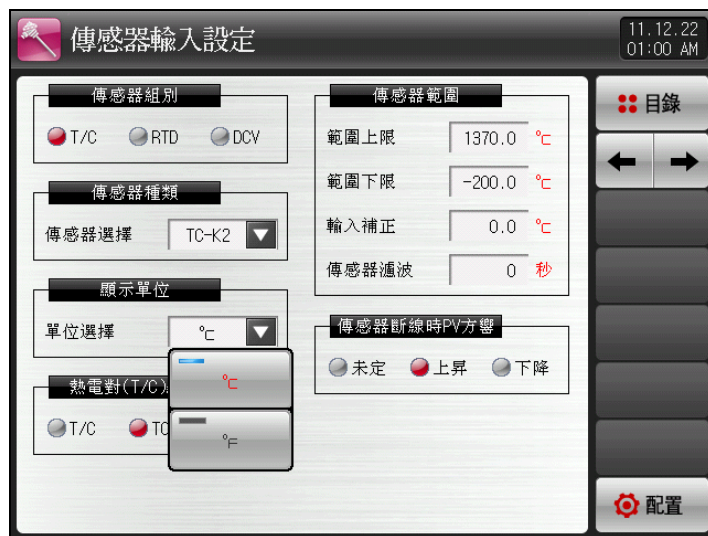 傳感器輸入設定
11.12.22
01:00 AM
傳感器組別
T/C RTD DCV
傳感器種類
傳感器選擇 TC-K2
顯示單位
單位選擇 ℃
℃
℉
熱電對(T/C)
T/C TC
傳感器範圍
範圍上限 1370.0 ℃
範圍下限 -200.0 ℃
輸入補正 0.0 ℃
傳感器濾波 0 秒
傳感器斷線時PV方響
未定 上昇 下降
目錄
配置